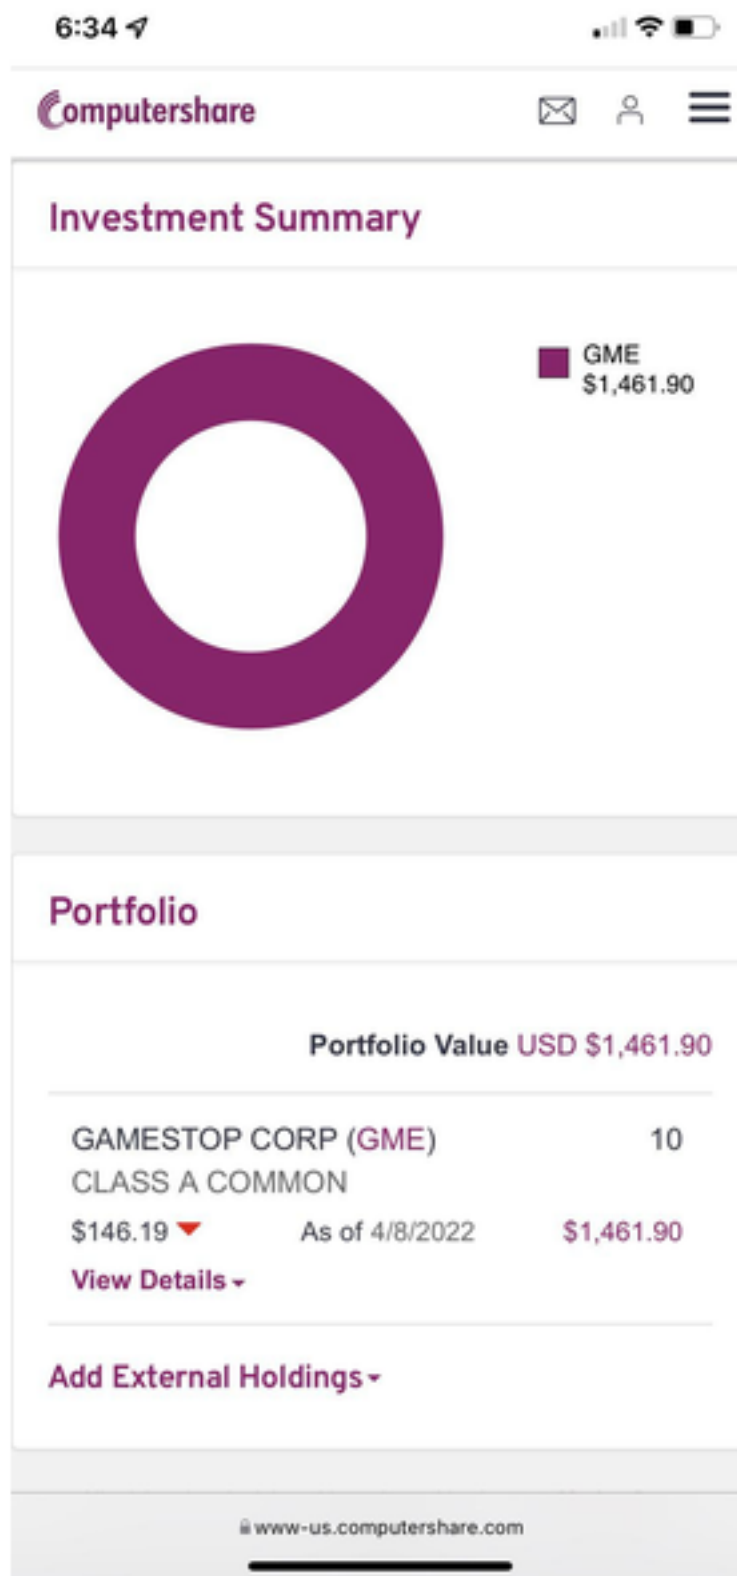 6:34
Computershare
Investment Summary
GME
$1,461.90
Portfolio
Portfolio Value USD $1,461.90
GAMESTOP CORP (GME) 10
CLASS A COMMON
$146.19 As of 4/8/2022 $1,461.90
View Details
Add External Holdings
www-us.computershare.com